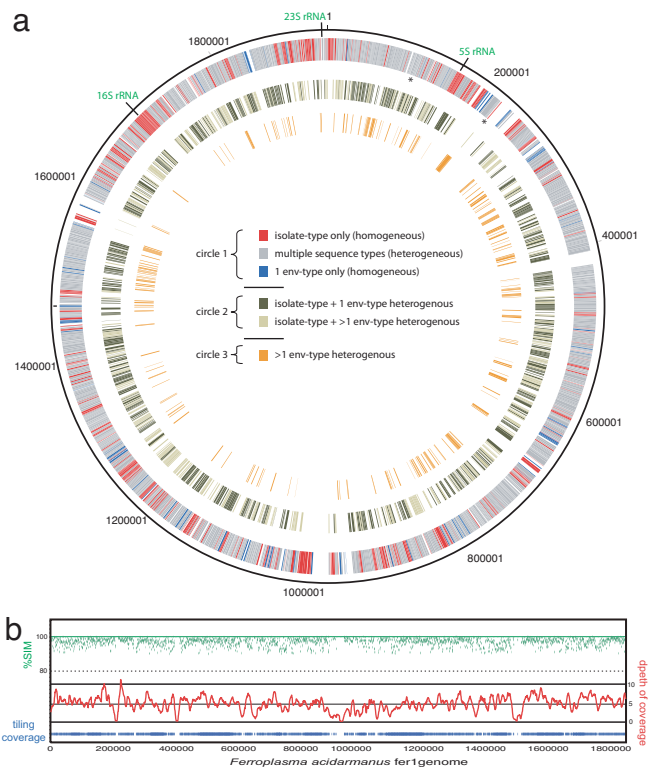 a
23S rRNA
1
1800001
5S rRNA
200001
16S rRNA
*
*
1600001
400001
circle 1
isolate-type only (homogeneous)
multiple sequence types (heterogeneous)
1 env-type only (homogeneous)
circle 2
isolate-type + 1 env-type heterogenous
isolate-type + >1 env-type heterogenous
circle 3
>1 env-type heterogenous
1400001
600001
1200001
800001
1000001
b
%SIM
100
80
10
5
0
dpeth of coverage
tiling
coverage
0
200000
400000
600000
800000
1000000
1200000
1400000
1600000
1800000
Ferroplasma acidarmanus fer1genome